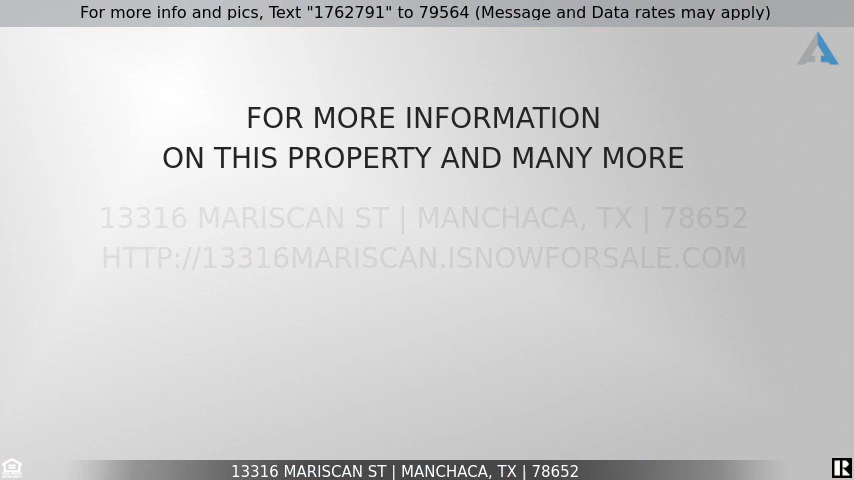 For more info and pics, Text "1762791" to 79564 (Message and Data rates may apply)
FOR MORE INFORMATION
ON THIS PROPERTY AND MANY MORE
13316 MARISCAN ST | MANCHACA, TX | 78652
HTTP://13316MARISCAN.ISNOWFORSALE.COM
13316 MARISCAN ST | MANCHACA, TX | 78652